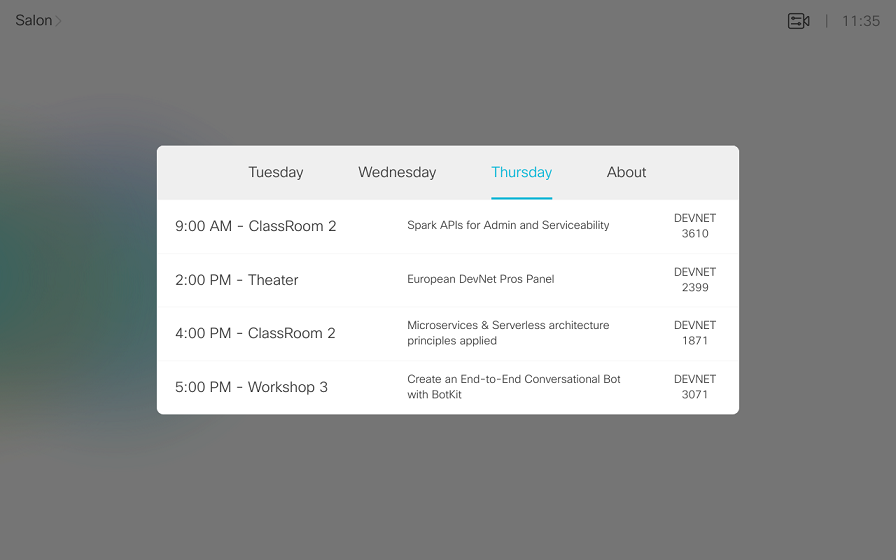 Salon
11:35
Tuesday Wednesday Thursday About
9:00 AM - ClassRoom 2
Spark APIs for Admin and Serviceability
DEVNET
3610
2:00 PM - Theater
European DevNet Pros Panel
DEVNET
2399
4:00 PM - ClassRoom 2
Microservices & Serverless architecture
principles applied
DEVNET
1871
5:00 PM - Workshop 3
Create an End-to-End Conversational Bot
with BotKit
DEVNET
3071